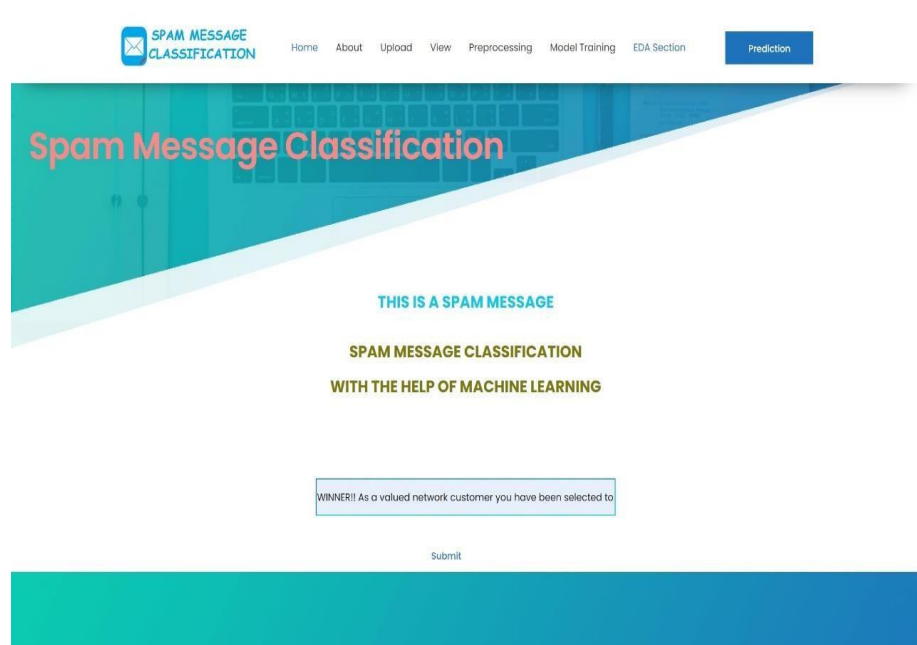 SPAM MESSAGE
CLASSIFICATION
Home About Upload View Preprocessing Model Training EDA Section Prediction
Spam Message Classification
THIS IS A SPAM MESSAGE
SPAM MESSAGE CLASSIFICATION
WITH THE HELP OF MACHINE LEARNING
WINNER!! As a valued network customer you have been selected to
Submit